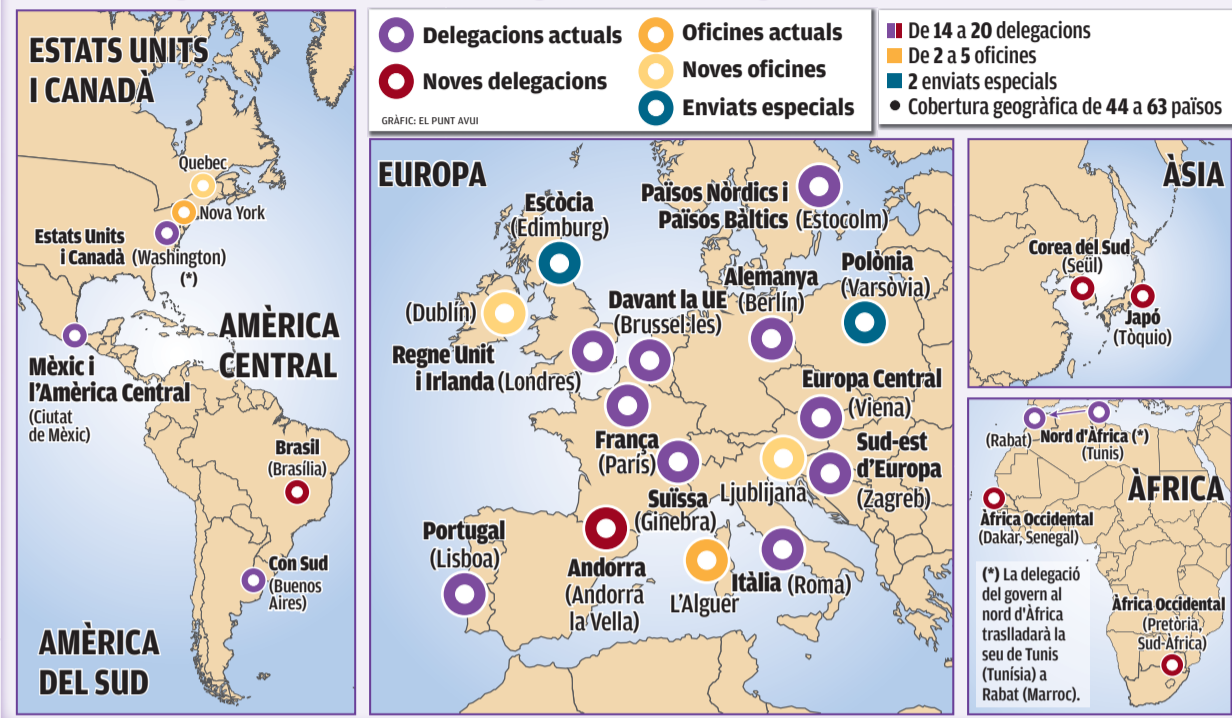 ESTATS UNITS
I CANADÀ
Quebec
Nova York
Estats Units
i Canadà (Washington)
(*)
AMÈRICA
CENTRAL
Mèxic i
l'Amèrica Central
(Ciutat
de Mèxic)
Brasil
(Brasília)
Con Sud
(Buenos
Aires)
AMÈRICA
DEL SUD
Delegacions actuals
Noves delegacions
GRÀFIC: EL PUNT AVUI
Oficines actuals
Noves oficines
Enviats especials
De 14 a 20 delegacions
De 2 a 5 oficines
2 enviats especials
• Cobertura geogràfica de 44 a 63 països
EUROPA
Escòcia
(Edimburg)
Països Nòrdics i
Països Bàltics (Estocolm)
(Dublín)
Davant la UE
(Brussel·les)
Alemanya
(Berlín)
Polònia
(Varsòvia)
Regne Unit
i Irlanda (Londres)
Europa Central
(Viena)
França
(París)
Suïssa
(Ginebra)
Ljublijana
Sud-est
d'Europa
(Zagreb)
Portugal
(Lisboa)
Andorra
(Andorra
la Vella)
L'Alguer
Itàlia (Roma)
ÀSIA
Corea del Sud
(Seül)
Japó
(Tòquio)
(Rabat)
Nord d'Àfrica (*)
(Tunis)
ÀFRICA
Àfrica Occidental
(Dakar, Senegal)
(*) La delegació
del govern al
nord d'Àfrica
traslladarà la
seu de Tunis
(Tunísia) a
Rabat (Marroc).
Àfrica Occidental
(Pretòria,
Sud-Àfrica)